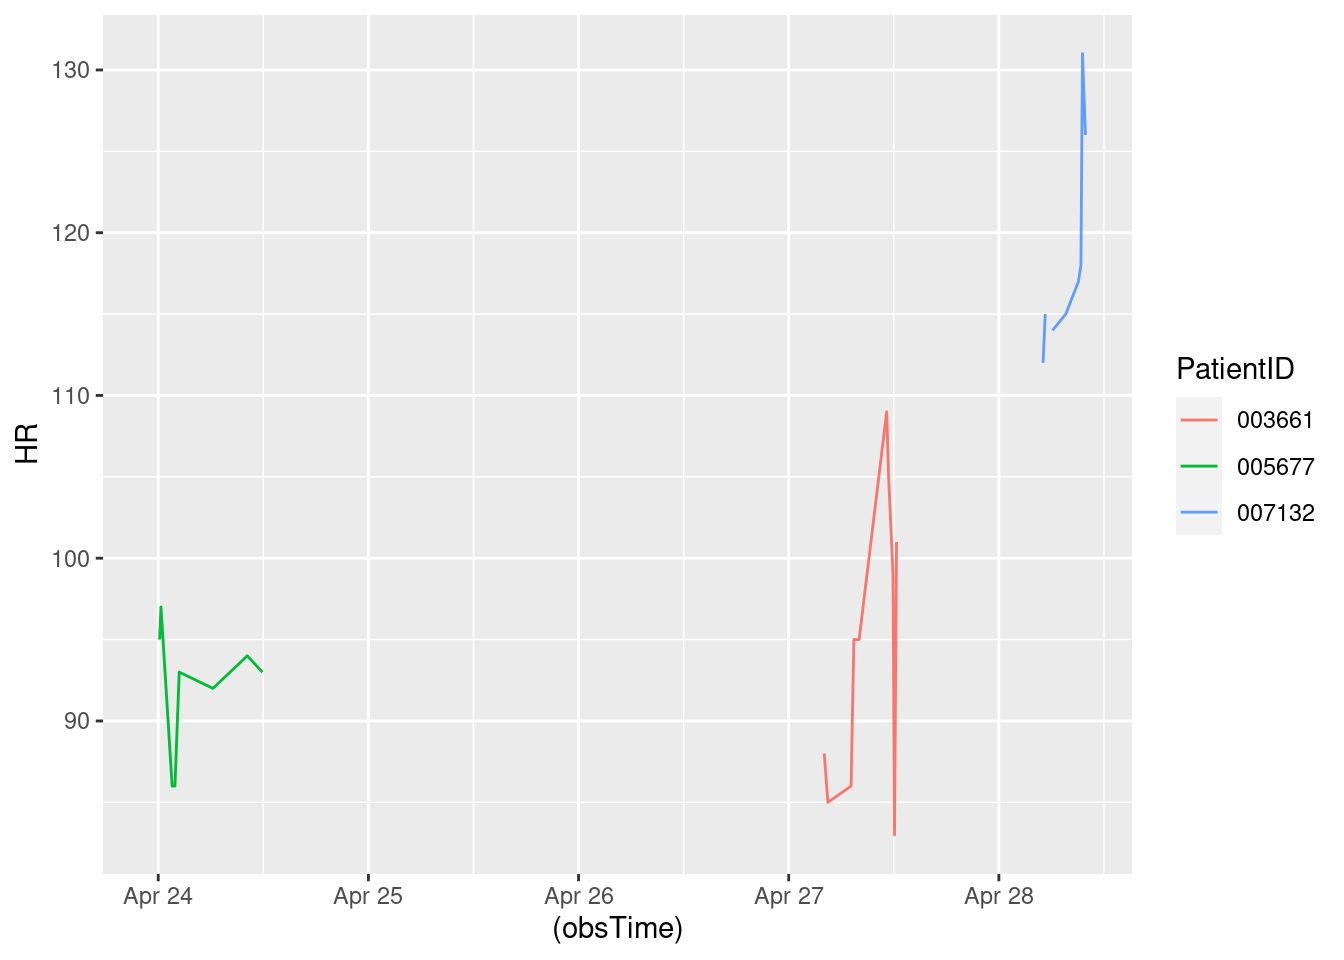 130
120
110
100
90
HR
Apr 24
Apr 25
Apr 26
Apr 27
Apr 28
(obsTime)
PatientID
003661
005677
007132